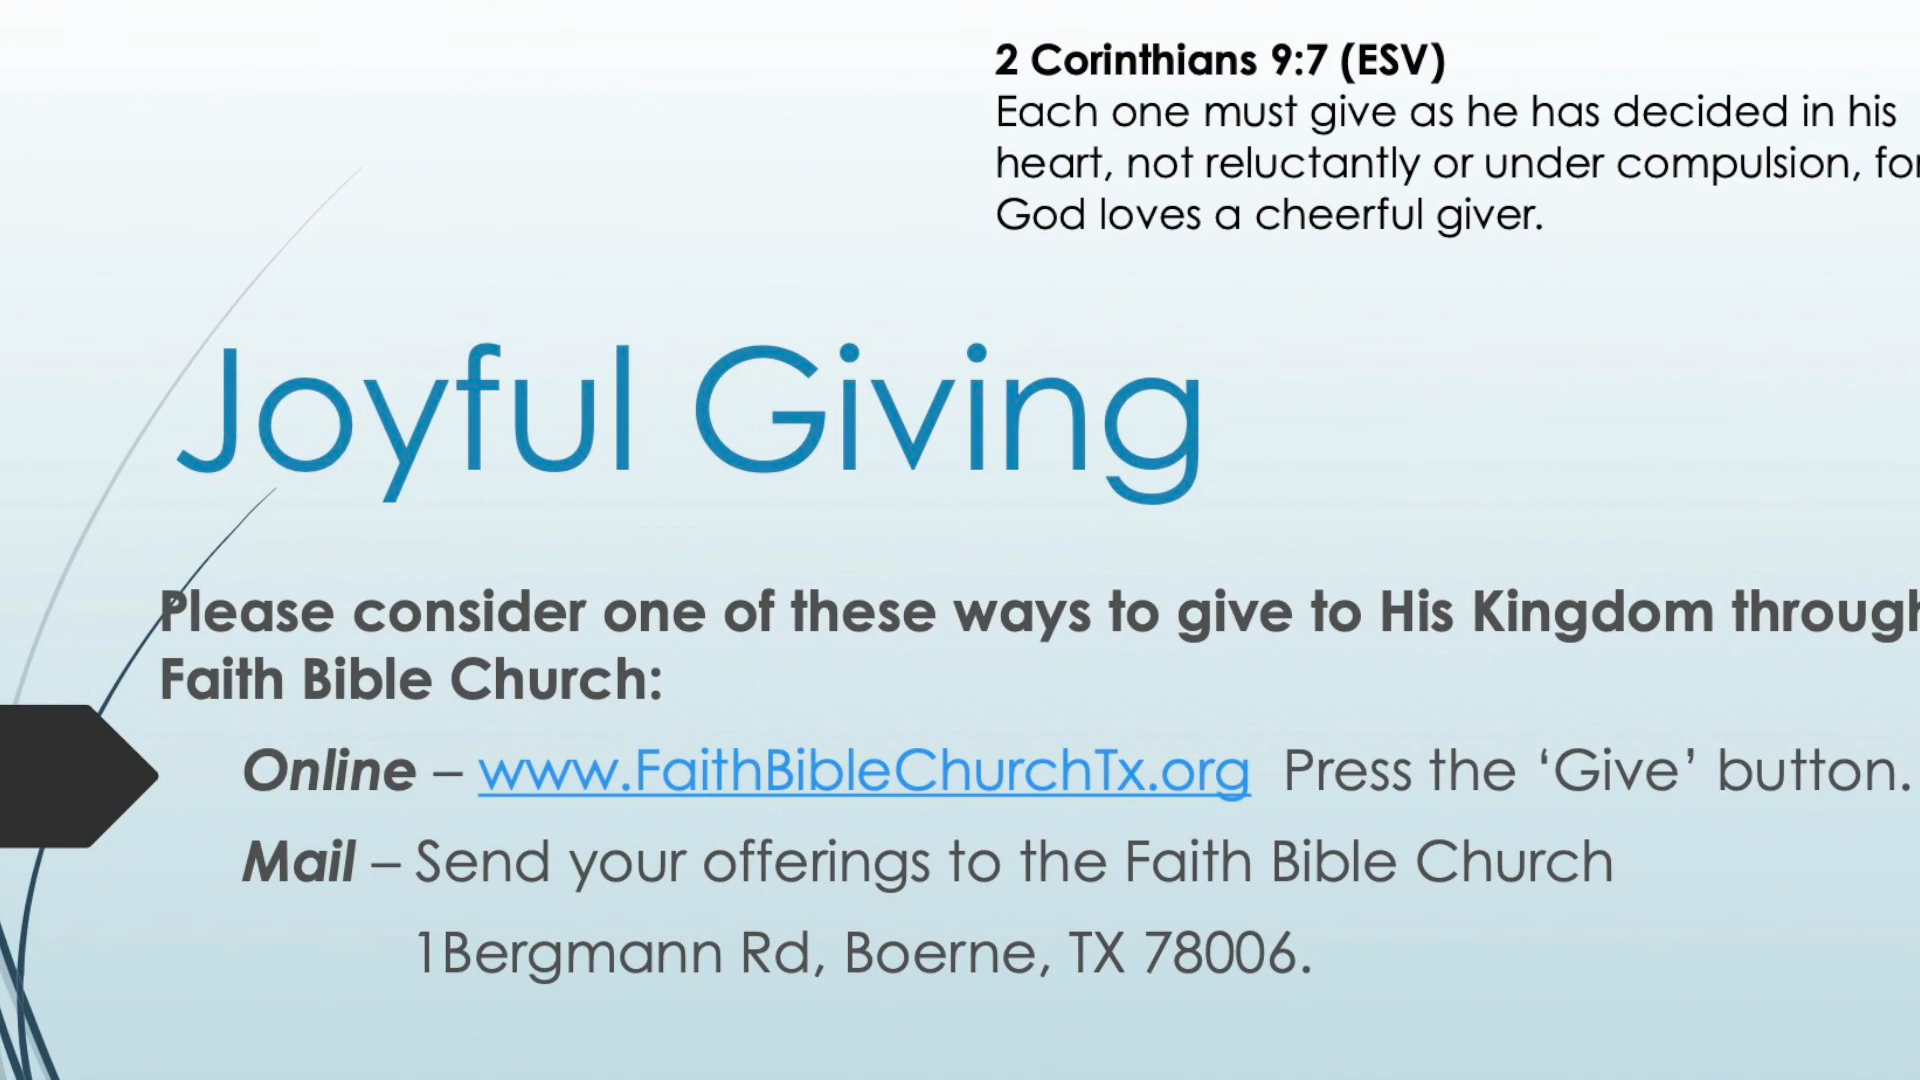 2 Corinthians 9:7 (ESV)
Each one must give as he has decided in his
heart, not reluctantly or under compulsion, for
God loves a cheerful giver.
Joyful Giving
Please consider one of these ways to give to His Kingdom through
Faith Bible Church:
Online – www.FaithBibleChurchTx.org Press the ‘Give’ button.
Mail – Send your offerings to the Faith Bible Church
1Bergmann Rd, Boerne, TX 78006.